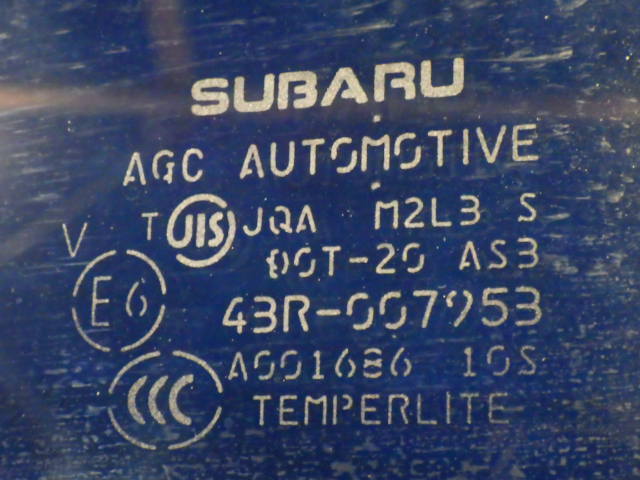 SUBARU
AGC AUTOMOTIVE
T JIS JQA M2L3 S
V
DOT-20 AS3
E6 43R-007953
A001686 10S
CCC TEMPERLITE